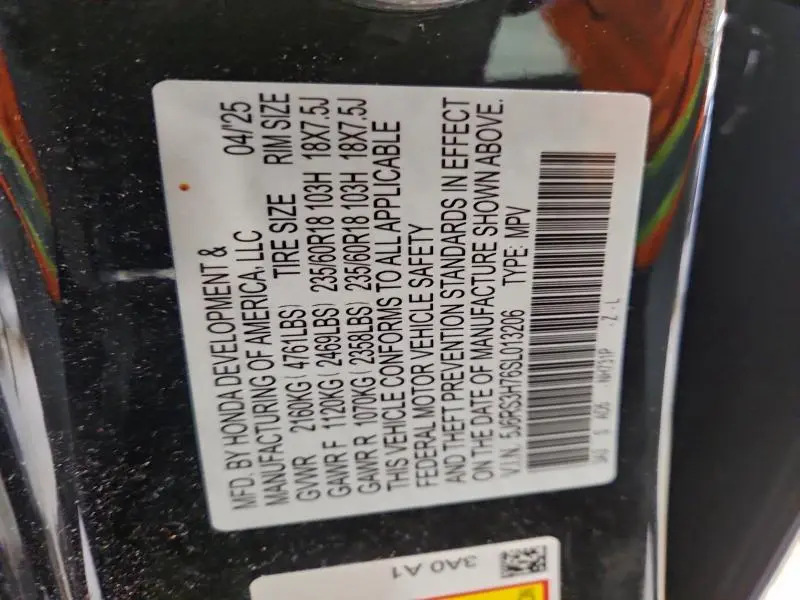 MFD. BY HONDA DEVELOPMENT &
MANUFACTURING OF AMERICA, LLC 04/'25
GVWR 2160KG ( 4761LBS) TIRE SIZE RIM SIZE
GAWR F 1120KG ( 2469LBS) 235/60R18 103H 18X7.5J
GAWR R 1070KG ( 2358LBS) 235/60R18 103H 18X7.5J
THIS VEHICLE CONFORMS TO ALL APPLICABLE
FEDERAL MOTOR VEHICLE SAFETY
AND THEFT PREVENTION STANDARDS IN EFFECT
ON THE DATE OF MANUFACTURE SHOWN ABOVE.
V.I.N. 5J6RS3H76SL013206 TYPE: MPV
NH731P Z - L
3A0 A1